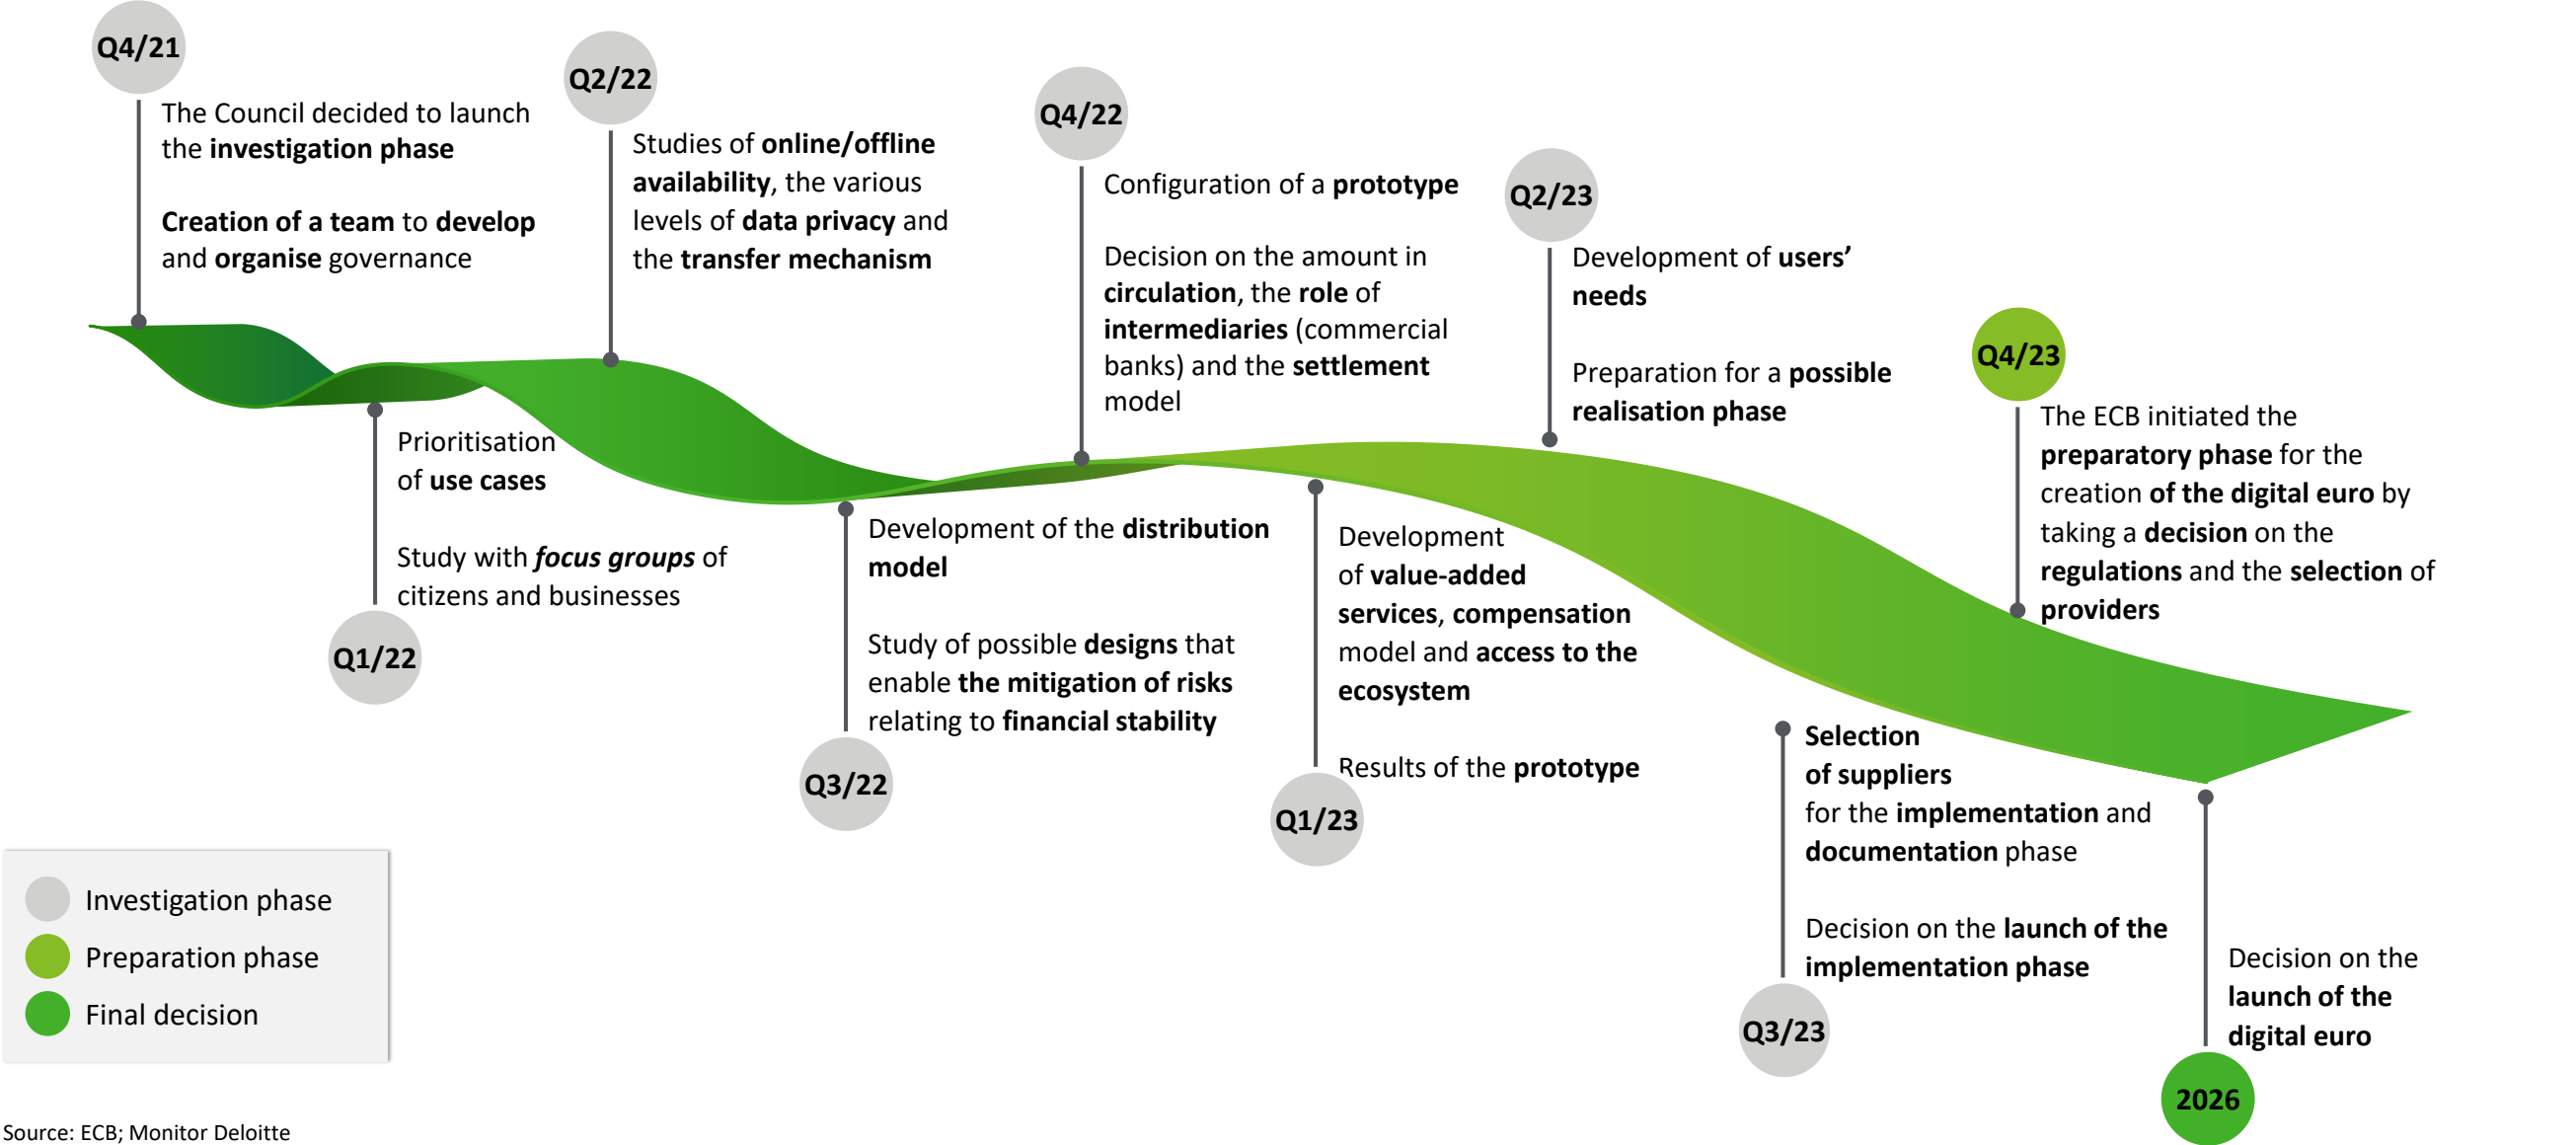 Q4/21
The Council decided to launch
the investigation phase
Creation of a team to develop
and organise governance
Q1/22
Prioritisation
of use cases
Study with focus groups of
citizens and businesses
Q2/22
Studies of online/offline
availability, the various
levels of data privacy and
the transfer mechanism
Q3/22
Development of the distribution
model
Study of possible designs that
enable the mitigation of risks
relating to financial stability
Q4/22
Configuration of a prototype
Decision on the amount in
circulation, the role of
intermediaries (commercial
banks) and the settlement
model
Q1/23
Development
of value-added
services, compensation
model and access to the
ecosystem
Results of the prototype
Q2/23
Development of users’
needs
Preparation for a possible
realisation phase
Q3/23
Selection
of suppliers
for the implementation and
documentation phase
Decision on the launch of the
implementation phase
Q4/23
The ECB initiated the
preparatory phase for the
creation of the digital euro by
taking a decision on the
regulations and the selection of
providers
2026
Decision on the
launch of the
digital euro
Investigation phase
Preparation phase
Final decision
Source: ECB; Monitor Deloitte